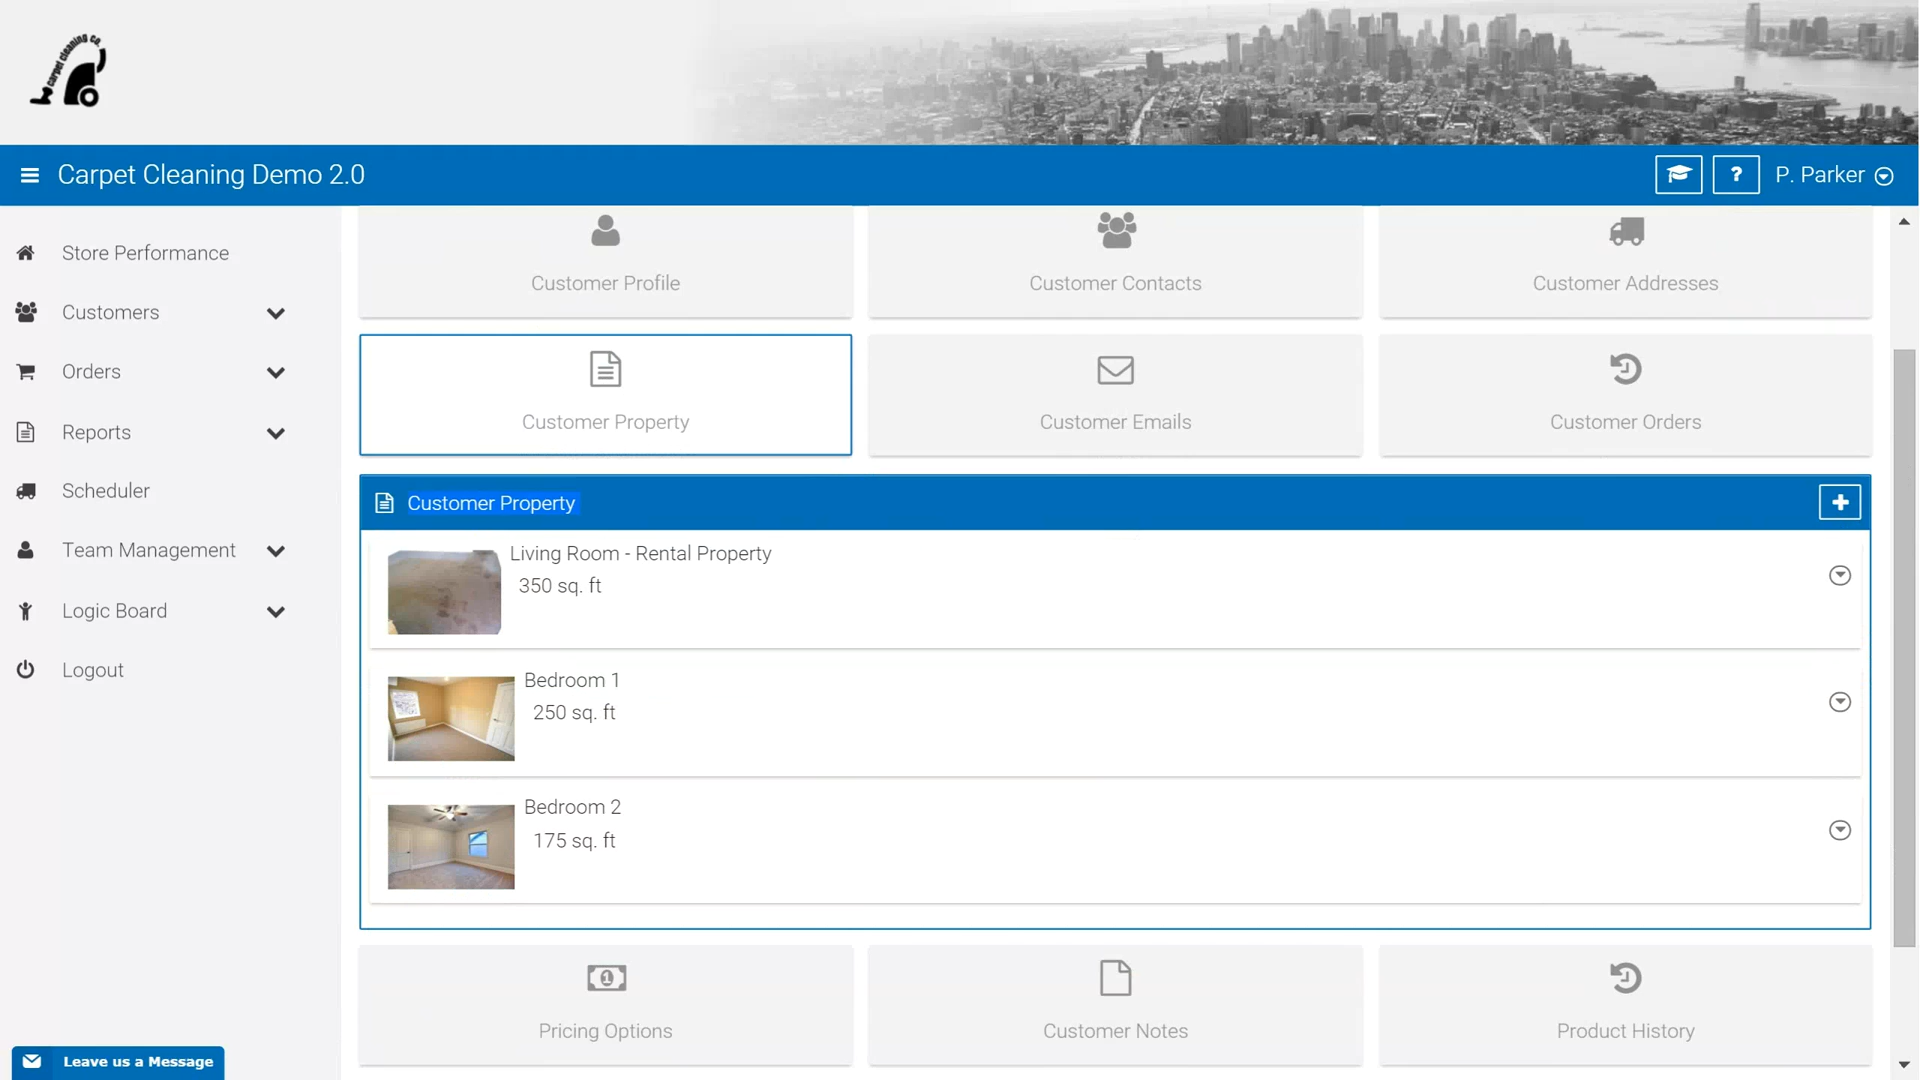 carpet cleaning co.
Carpet Cleaning Demo 2.0
?
P. Parker
Store Performance
Customers
Orders
Reports
Scheduler
Team Management
Logic Board
Logout
Customer Profile
Customer Contacts
Customer Addresses
Customer Property
Customer Emails
Customer Orders
Customer Property
Living Room - Rental Property
350 sq. ft
Bedroom 1
250 sq. ft
Bedroom 2
175 sq. ft
Pricing Options
Customer Notes
Product History
Leave us a Message